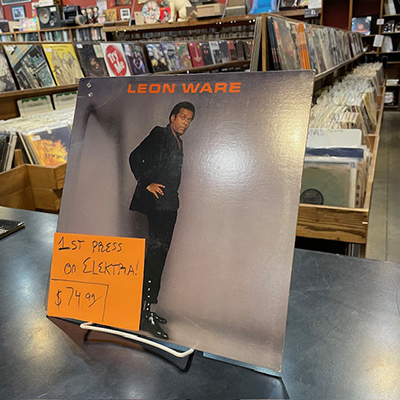 LEON WARE
1ST PRESS
on ELEKTRA!
$74.99